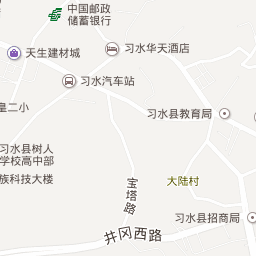 中国邮政
储蓄银行
天生建材城
习水华天酒店
习水汽车站
皇二小
习水县教育局
习水县树人
学校高中部
族科技大楼
宝塔路
大陆村
习水县招商局
井冈西路